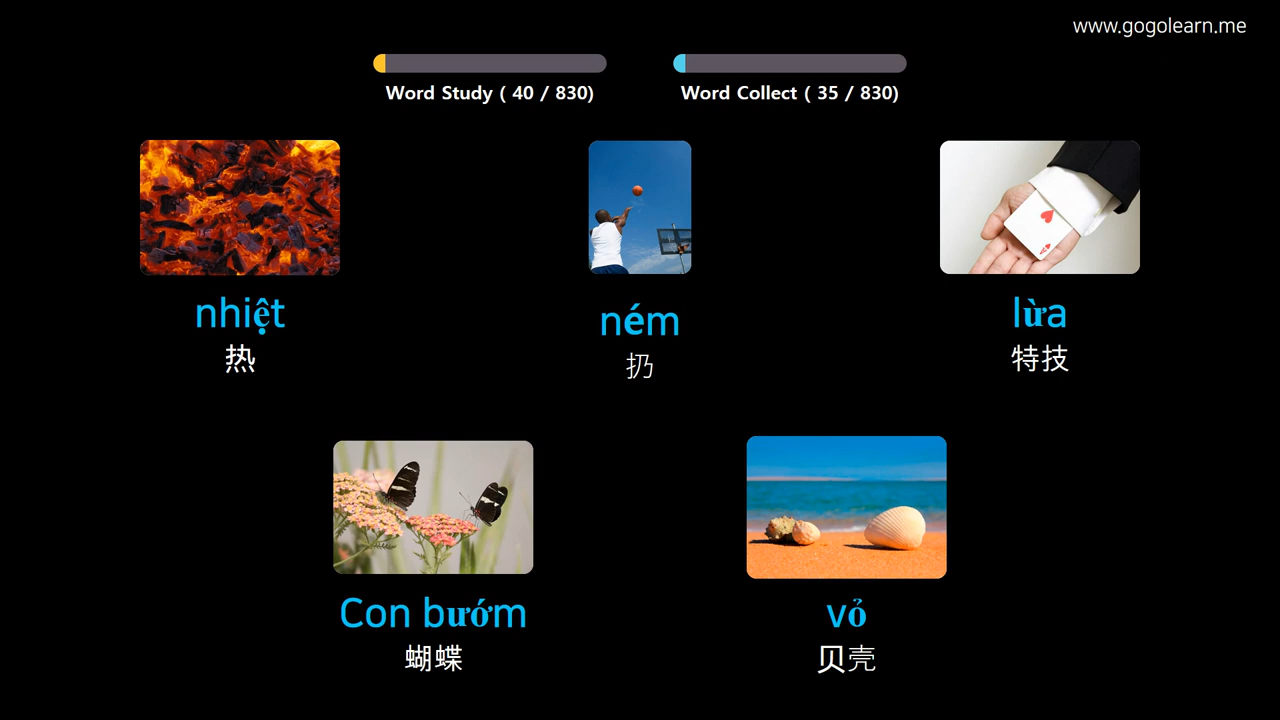 www.gogolearn.me
Word Study ( 40 / 830)
Word Collect ( 35 / 830)
nhiệt
热
ném
扔
lừa
特技
Con bướm
蝴蝶
vỏ
贝壳